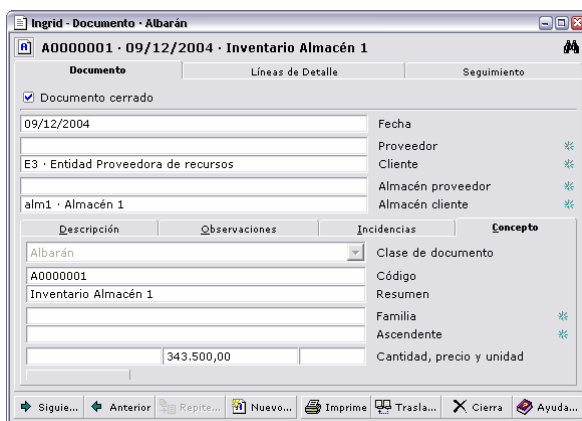 Ingrid - Documento · Albarán
A0000001 · 09/12/2004 · Inventario Almacén 1
Documento Líneas de Detalle Seguimiento
Documento cerrado
09/12/2004 Fecha
Proveedor
E3 · Entidad Proveedora de recursos Cliente
Almacén proveedor
alm1 · Almacén 1 Almacén cliente
Descripción Observaciones Incidencias Concepto
Albarán Clase de documento
A0000001 Código
Inventario Almacén 1 Resumen
Familia
Ascendente
343.500,00 Cantidad, precio y unidad
Siguie... Anterior Repite... Nuevo... Imprime Trasla... Cierra Ayuda...